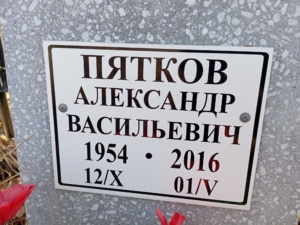 ПЯТКОВ
АЛЕКСАНДР
ВАСИЛЬЕВИЧ
1954 • 2016
12/X 01/V